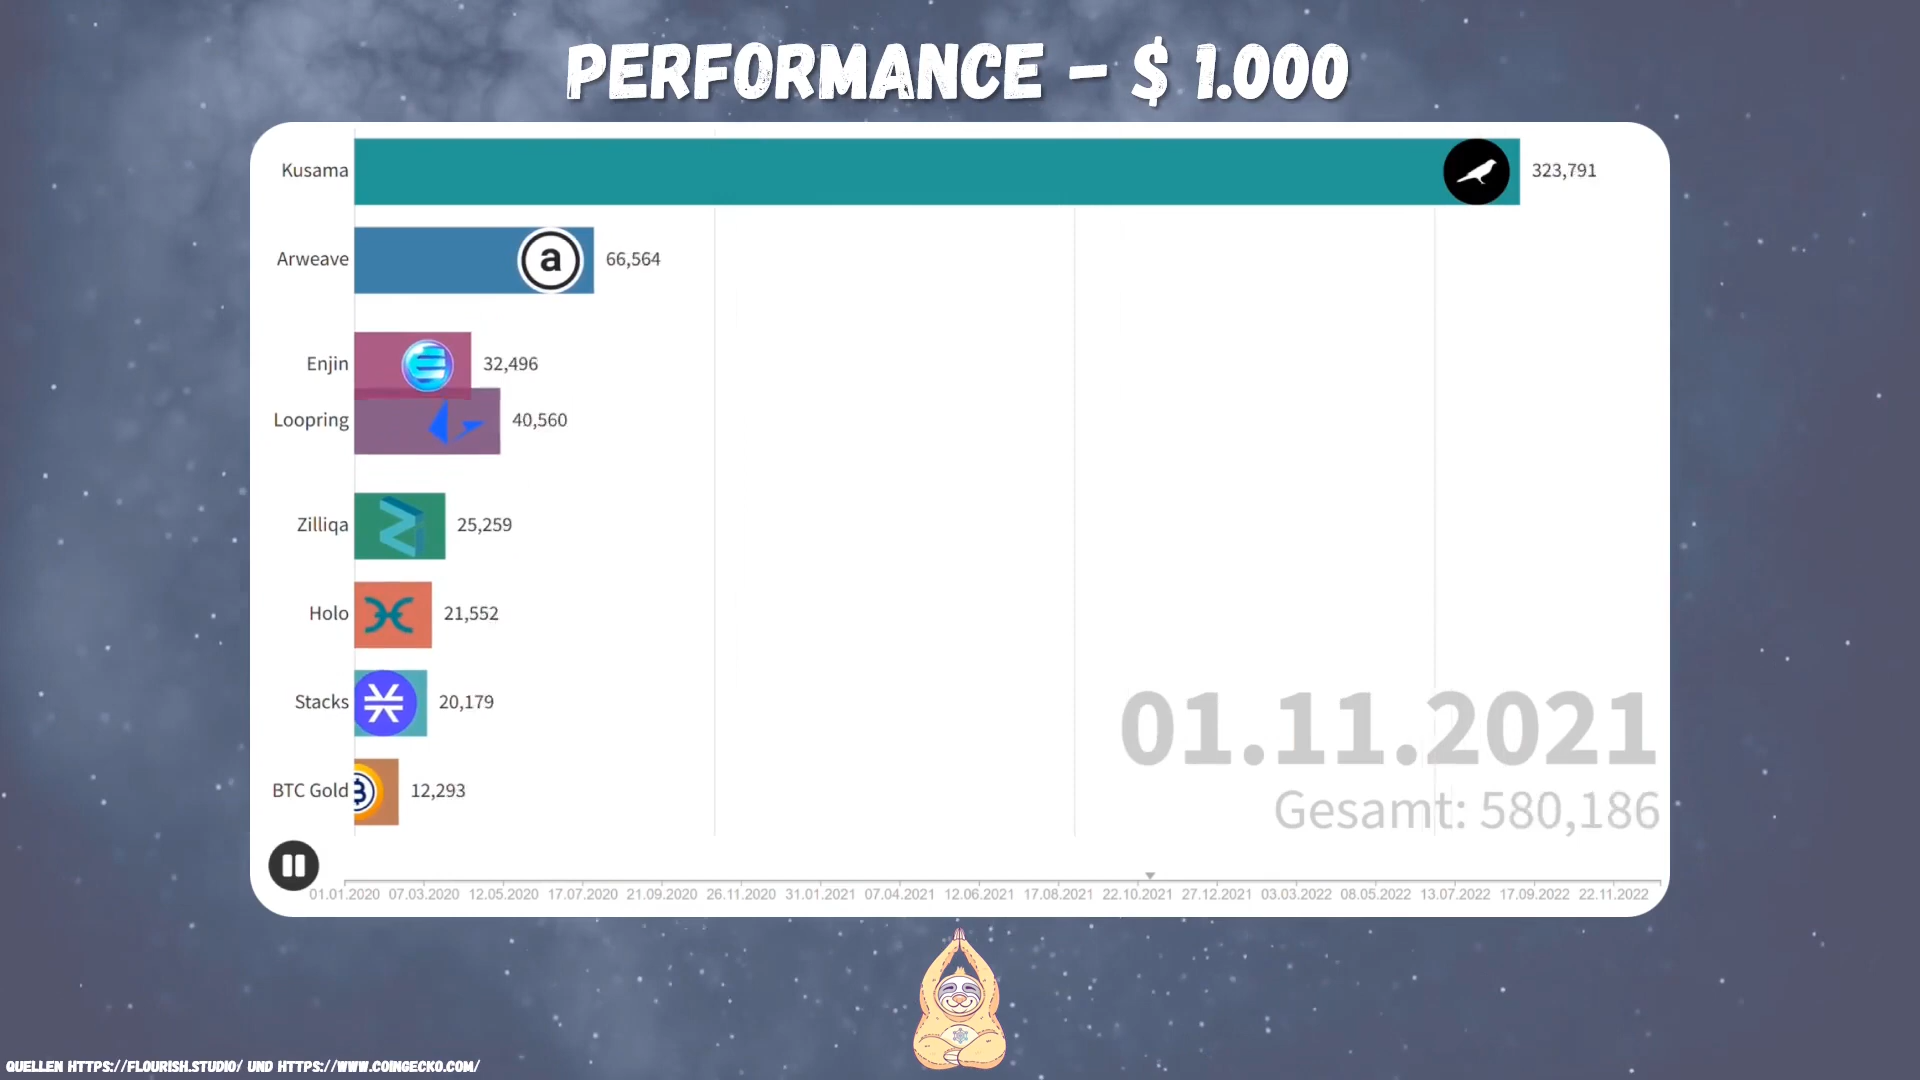 PERFORMANCE – $ 1.000
Kusama 323,791
Arweave a 66,564
Enjin 32,496
Loopring 40,560
Zilliqa 25,259
Holo 21,552
Stacks 20,179
BTC Gold 12,293
01.11.2021
Gesamt: 580,186
01.01.2020 07.03.2020 12.05.2020 17.07.2020 21.09.2020 26.11.2020 31.01.2021 07.04.2021 12.06.2021 17.08.2021 22.10.2021 27.12.2021 03.03.2022 08.05.2022 13.07.2022 17.09.2022 22.11.2022
QUELLEN HTTPS://FLOURISH.STUDIO/ UND HTTPS://WWW.COINGECKO.COM/